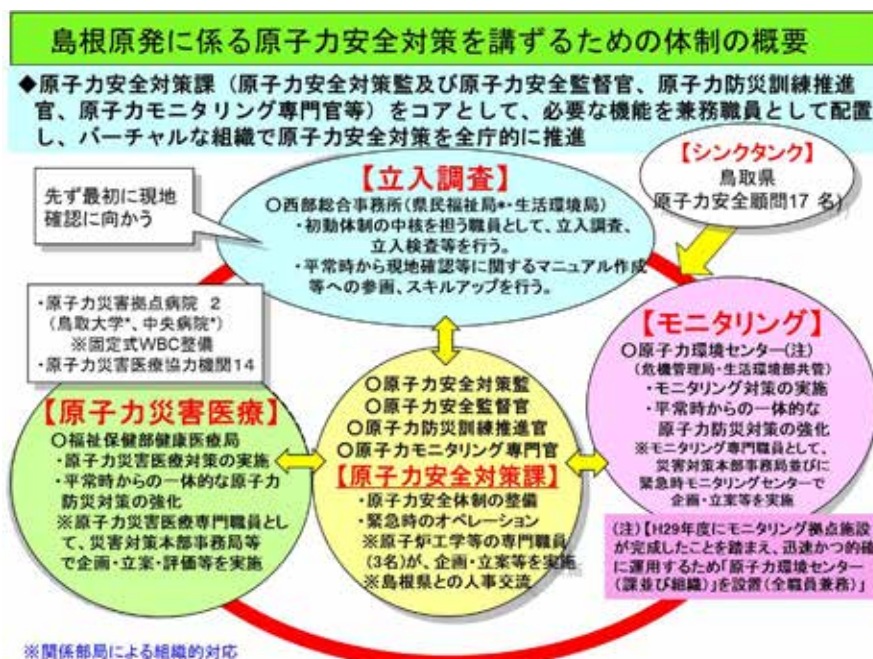 島根原発に係る原子力安全対策を講ずるための体制の概要
◆原子力安全対策課（原子力安全対策監及び原子力安全監督官、原子力防災訓練推進
官、原子力モニタリング専門官等）をコアとして、必要な機能を兼務職員として配置
し、バーチャルな組織で原子力安全対策を全庁的に推進
【シンクタンク】
鳥取県
原子力安全顧問17 名)
先ず最初に現地
確認に向かう
【立入調査】
○西部総合事務所(県民福祉局*・生活環境局)
・初動体制の中核を担う職員として、立入調査、
立入検査等を行う。
・平常時から現地確認等に関するマニュアル作成
等への参画、スキルアップを行う。
・原子力災害拠点病院 2
(鳥取大学*、中央病院*)
※固定式WBC整備
・原子力災害医療協力機関14
【原子力災害医療】
○福祉保健部健康医療局
・原子力災害医療対策の実施
・平常時からの一体的な原子力
防災対策の強化
※原子力災害医療専門職員とし
て、災害対策本部事務局等
で企画・立案・評価等を実施
○原子力安全対策監
○原子力安全監督官
○原子力防災訓練推進官
○原子力モニタリング専門官
【原子力安全対策課】
・原子力安全体制の整備
・緊急時のオペレーション
※原子炉工学等の専門職員
(3名)が、企画・立案等を実施
※島根県との人事交流
【モニタリング】
○原子力環境センター(注)
(危機管理局・生活環境部共管)
・モニタリング対策の実施
・平常時からの一体的な
原子力防災対策の強化
※モニタリング専門職員として、
災害対策本部事務局並びに
緊急時モニタリングセンターで
企画・立案等を実施
(注)【H29年度にモニタリング拠点施設
が完成したことを踏まえ、迅速かつ的確
に運用するため「原子力環境センター
(課並び組織)」を設置(全職員兼務)」
※関係部局による組織的対応